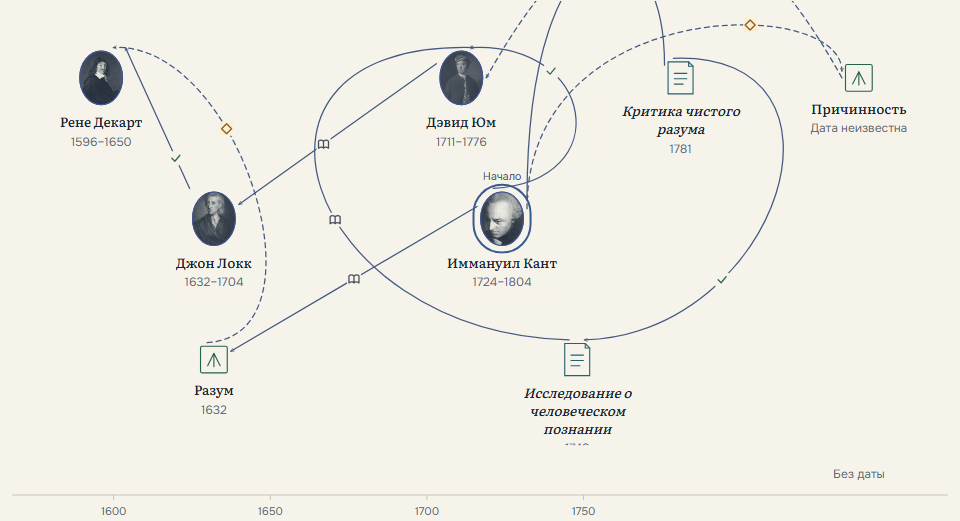 Рене Декарт
1596–1650
Дэвид Юм
1711–1776
Критика чистого
разума
1781
Причинность
Дата неизвестна
Начало
Джон Локк
1632–1704
Иммануил Кант
1724–1804
Разум
1632
Исследование о
человеческом
познании
Без даты
1600
1650
1700
1750